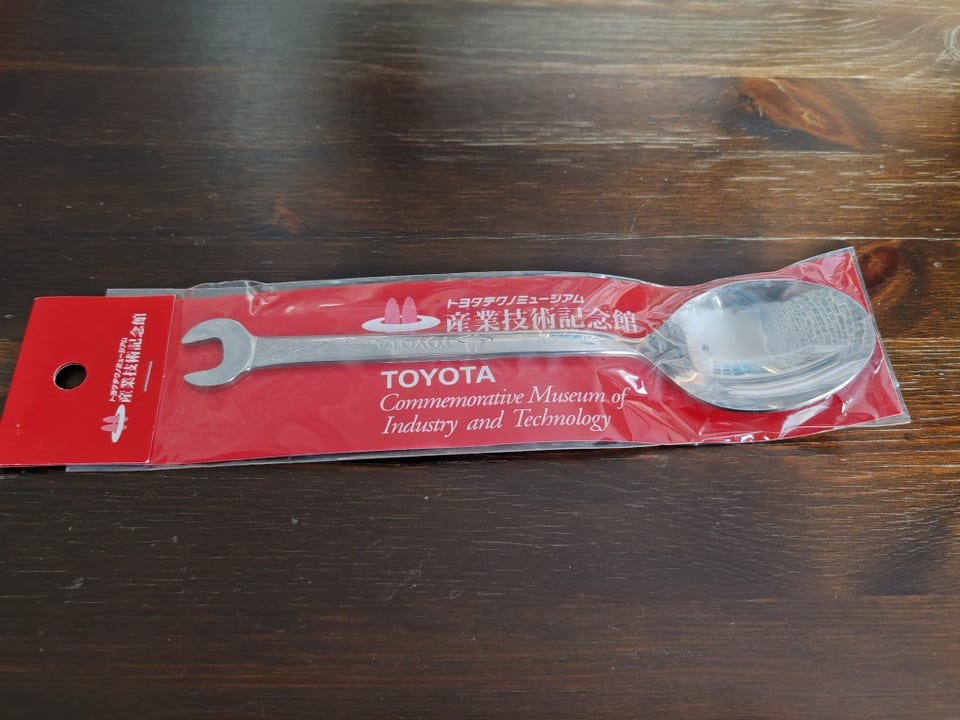 トヨタテクノミュージアム
産業技術記念館
トヨタテクノミュージアム
産業技術記念館
TOYOTA
TOYOTA
Commemorative Museum of
Industry and Technology